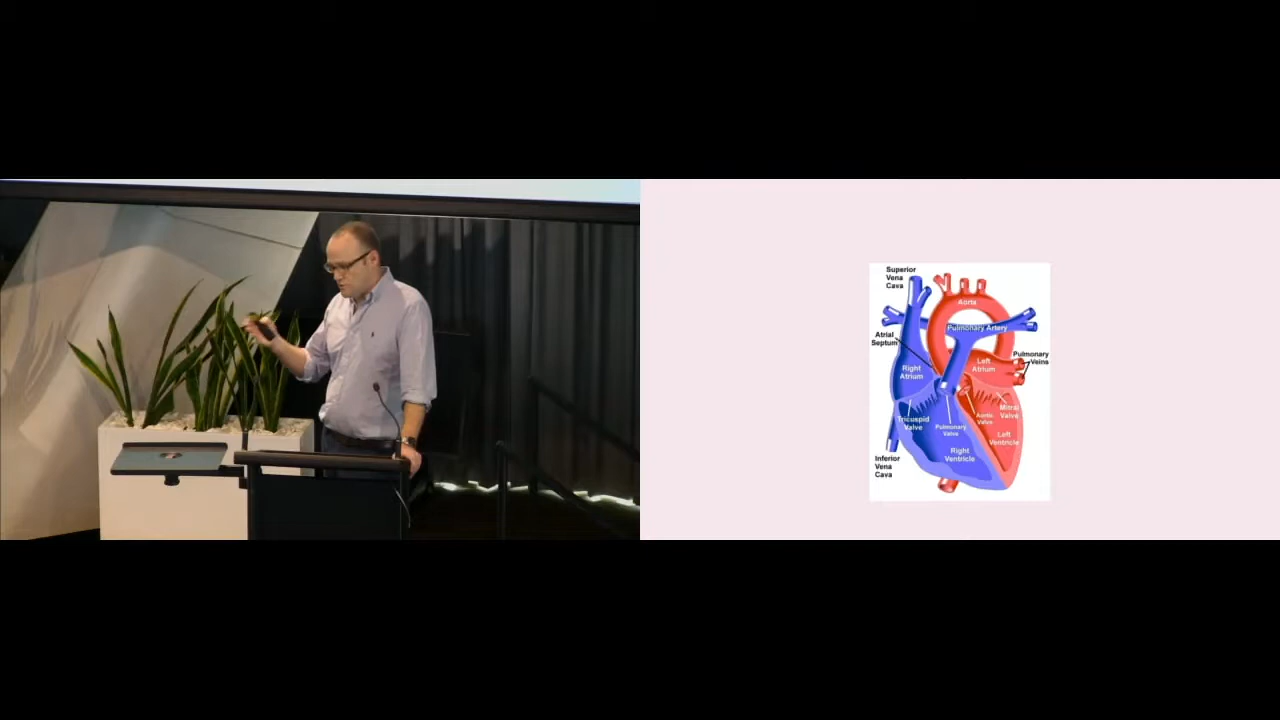 Superior
Vena
Cava
Aorta
Pulmonary Artery
Atrial
Septum
Pulmonary
Veins
Left
Atrium
Right
Atrium
Mitral
Valve
Aortic
Valve
Tricuspid
Valve
Pulmonary
Valve
Left
Ventricle
Right
Ventricle
Inferior
Vena
Cava